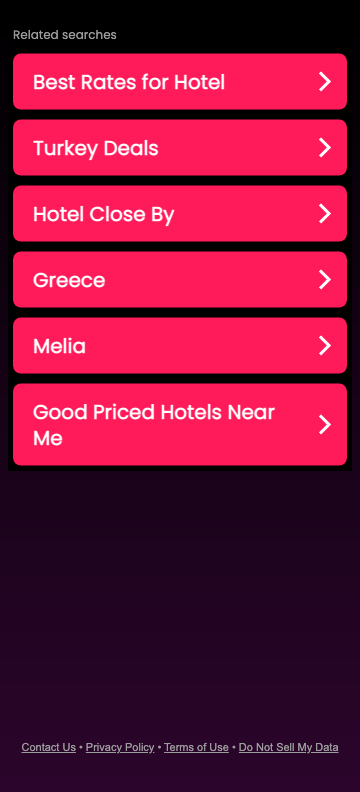 Related searches
Best Rates for Hotel
Turkey Deals
Hotel Close By
Greece
Melia
Good Priced Hotels Near
Me
Contact Us • Privacy Policy • Terms of Use • Do Not Sell My Data